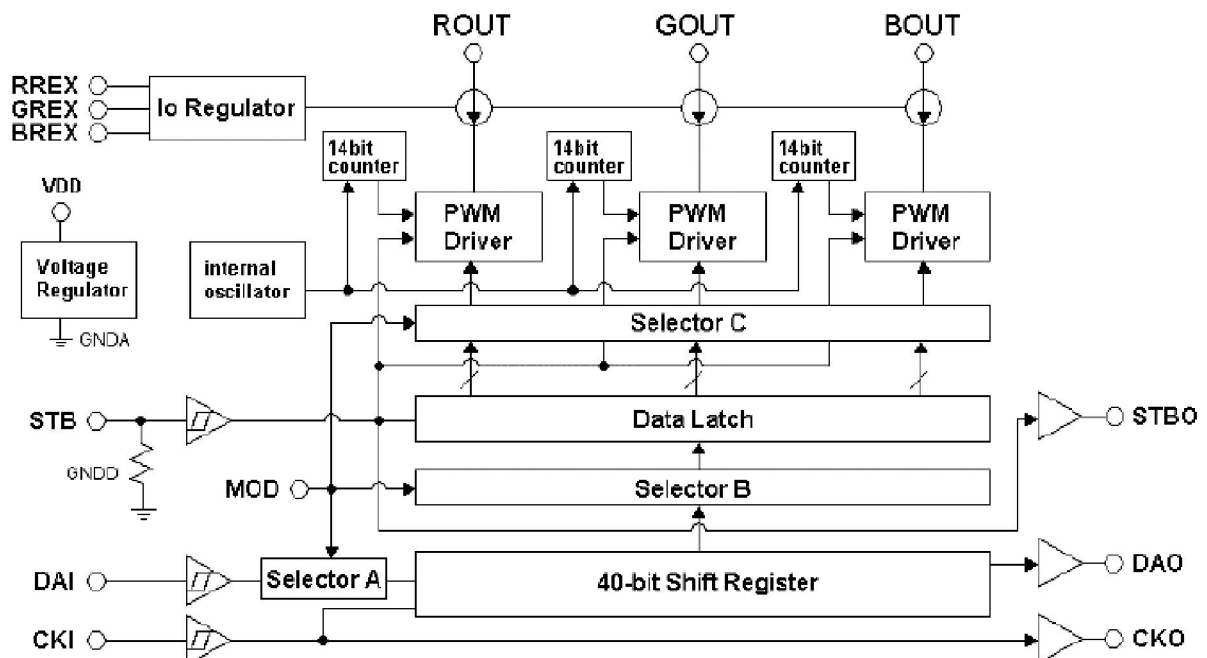 ROUT
GOUT
BOUT
RREX
GREX
BREX
Io Regulator
14bit
counter
14bit
counter
14bit
counter
VDD
PWM
Driver
PWM
Driver
PWM
Driver
Voltage
Regulator
internal
oscillator
GNDA
Selector C
STB
Data Latch
STBO
GNDD
MOD
Selector B
DAI
Selector A
40-bit Shift Register
DAO
CKI
CKO